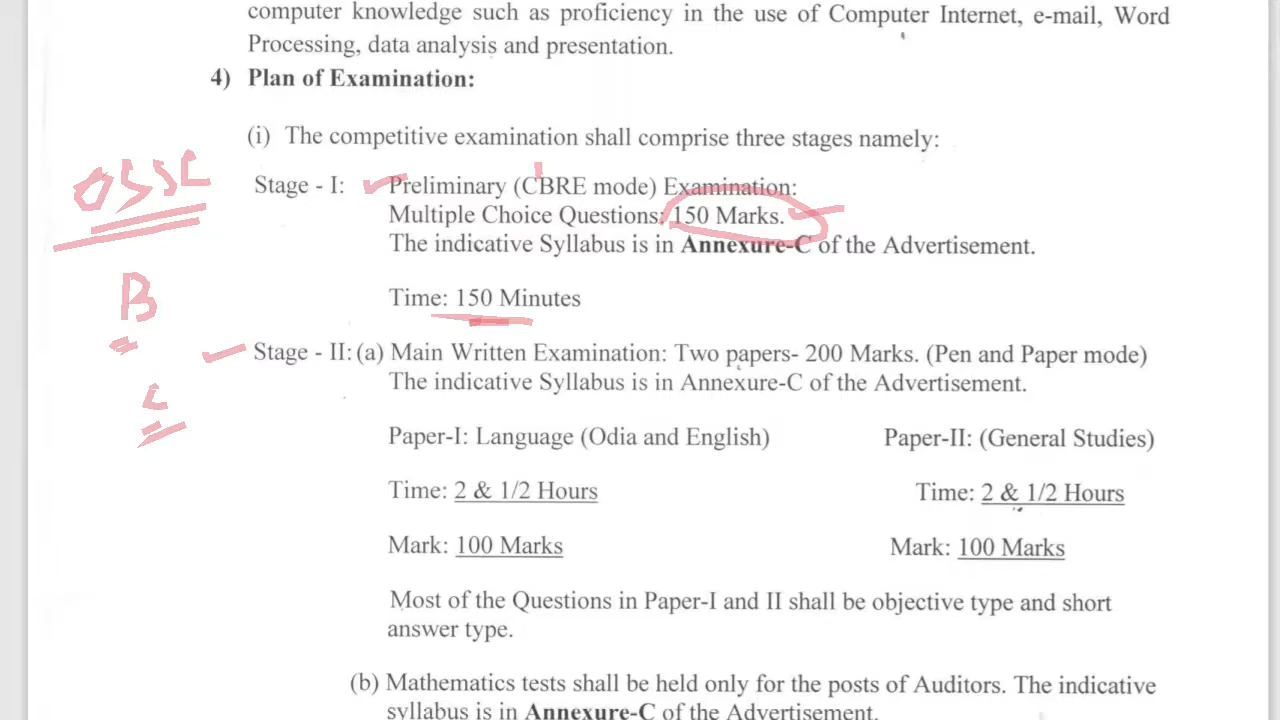 computer knowledge such as proficiency in the use of Computer Internet, e-mail, Word
Processing, data analysis and presentation.
4) Plan of Examination:
(i) The competitive examination shall comprise three stages namely:
OSSC
Stage - I: Preliminary (CBRE mode) Examination:
Multiple Choice Questions: 150 Marks.
The indicative Syllabus is in Annexure-C of the Advertisement.
B
Time: 150 Minutes
Stage - II: (a) Main Written Examination: Two papers- 200 Marks. (Pen and Paper mode)
The indicative Syllabus is in Annexure-C of the Advertisement.
C
Paper-I: Language (Odia and English) Paper-II: (General Studies)
Time: 2 & 1/2 Hours Time: 2 & 1/2 Hours
Mark: 100 Marks Mark: 100 Marks
Most of the Questions in Paper-I and II shall be objective type and short
answer type.
(b) Mathematics tests shall be held only for the posts of Auditors. The indicative
syllabus is in Annexure-C of the Advertisement.